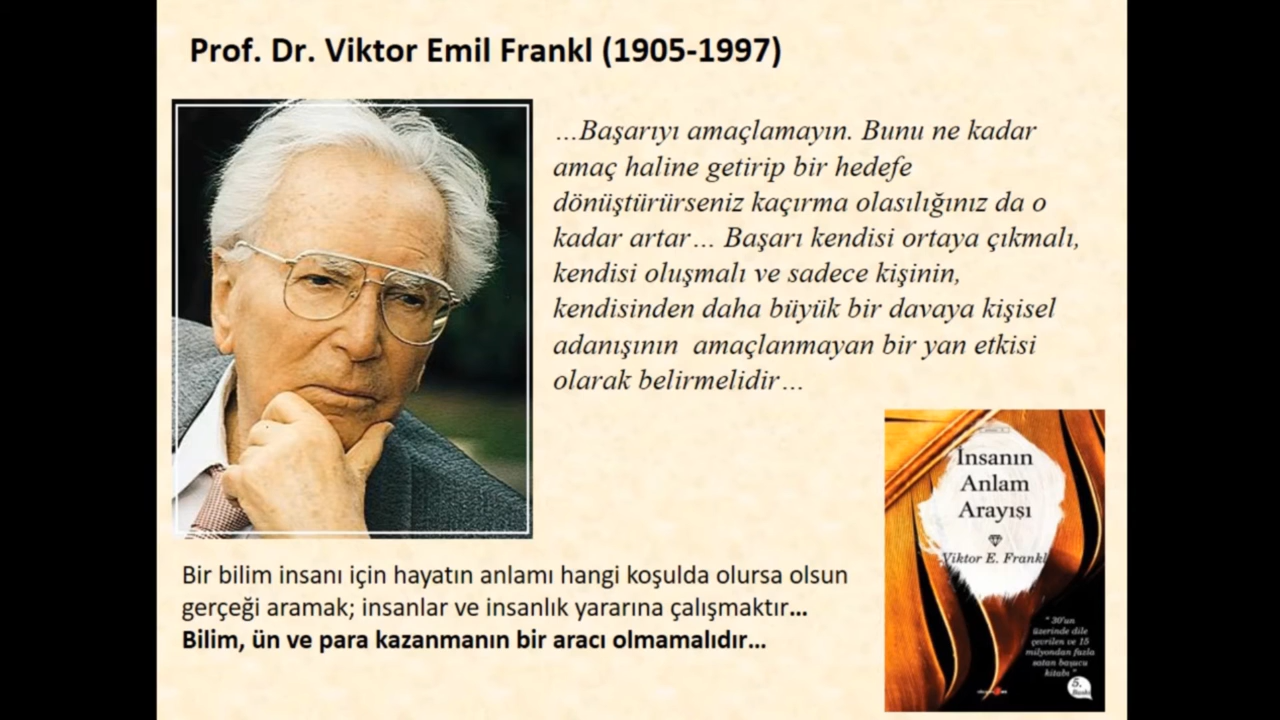 Prof. Dr. Viktor Emil Frankl (1905-1997)
…Başarıyı amaçlamayın. Bunu ne kadar
amaç haline getirip bir hedefe
dönüştürürseniz kaçırma olasılığınız da o
kadar artar… Başarı kendisi ortaya çıkmalı,
kendisi oluşmalı ve sadece kişinin,
kendisinden daha büyük bir davaya kişisel
adanışının amaçlanmayan bir yan etkisi
olarak belirmelidir…
İnsanın
Anlam
Arayışı
Viktor E. Frankl
" 30'un
üzerinde dile
çevrilen ve 15
milyondan fazla
satan başucu
kitabı "
5.
Baskı
Bir bilim insanı için hayatın anlamı hangi koşulda olursa olsun
gerçeği aramak; insanlar ve insanlık yararına çalışmaktır…
Bilim, ün ve para kazanmanın bir aracı olmamalıdır…